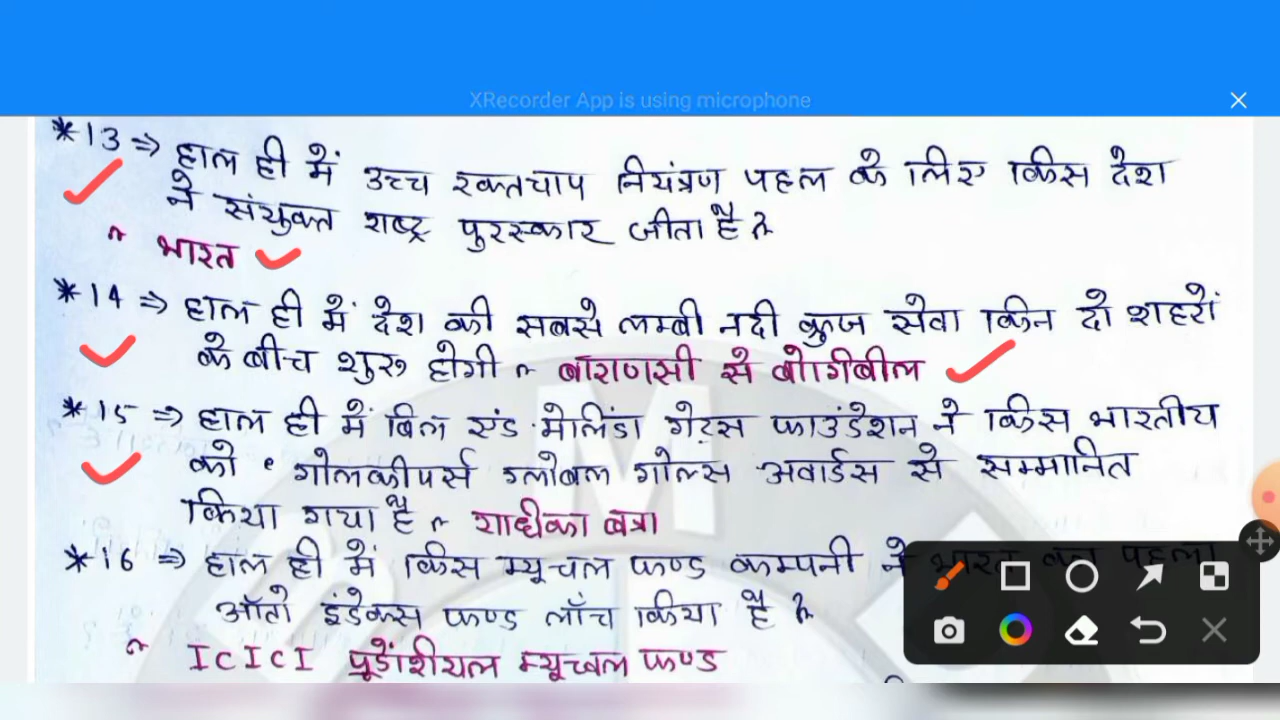 XRecorder App is using microphone
*13 ⇒ हाल ही में उच्च रक्तचाप नियंत्रण पहल के लिए किस देश
ने संयुक्त राष्ट्र पुरस्कार जीता है
भारत
*14 ⇒ हाल ही में देश की सबसे लम्बी नदी क्रुज सेवा किन दो शहरों
के बीच शुरू होगी ~ बाराणसी से बोगीबील
*15 ⇒ हाल ही में बिल एंड मेलिंडा गेट्स फाउंडेशन ने किस भारतीय
को गोलकीपर्स ग्लोबल गोल्स अवार्डस से सम्मानित
किया गया है ~ राधीका बत्रा
*16 ⇒ हाल ही में किस म्यूचल फण्ड कम्पनी ने भारत का पहला
ऑटो इंडेक्स फण्ड लॉंच किया है
~ ICICI प्रूडेंशीयल म्यूच्वल फण्ड